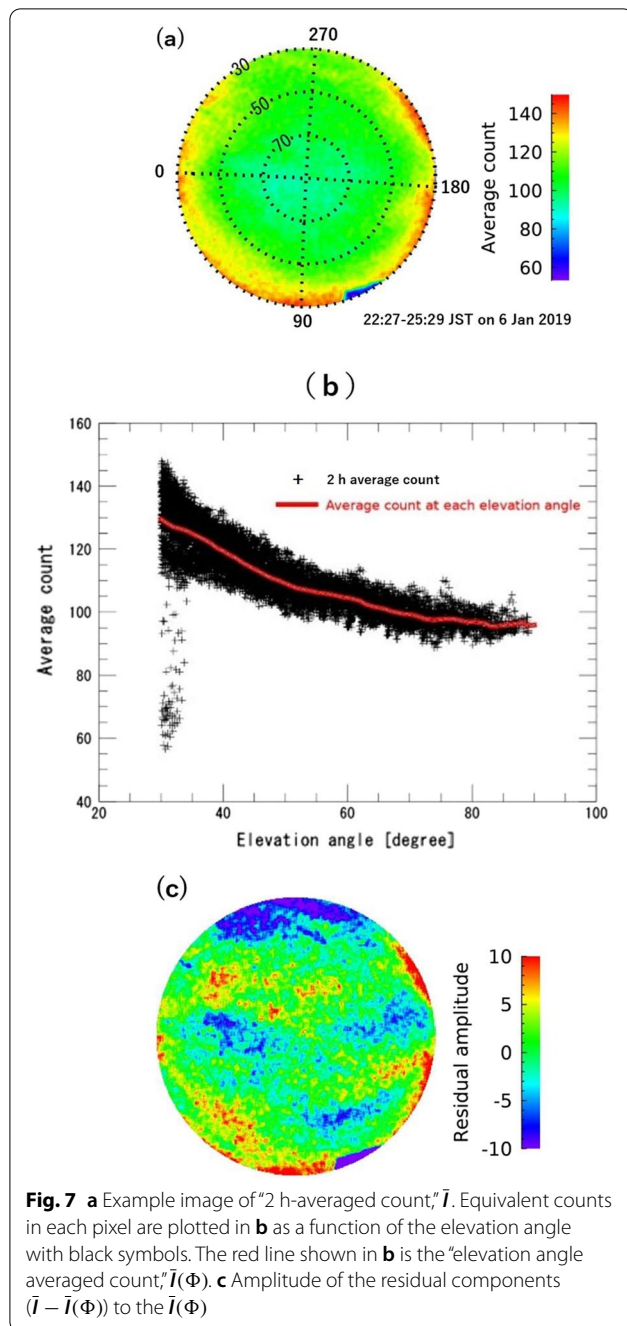 (a)
270
30
50
70
0
180
90
140
120
100
80
60
Average count
22:27-25:29 JST on 6 Jan 2019
(b)
160
140
120
100
80
60
40
Average count
+ 2 h average count
Average count at each elevation angle
20 40 60 80 100
Elevation angle [degree]
(c)
10
5
0
-5
-10
Residual amplitude
Fig. 7 a Example image of “2 h-averaged count,” Ī. Equivalent counts
in each pixel are plotted in b as a function of the elevation angle
with black symbols. The red line shown in b is the “elevation angle
averaged count,” Ī(Φ). c Amplitude of the residual components
(Ī − Ī(Φ)) to the Ī(Φ)